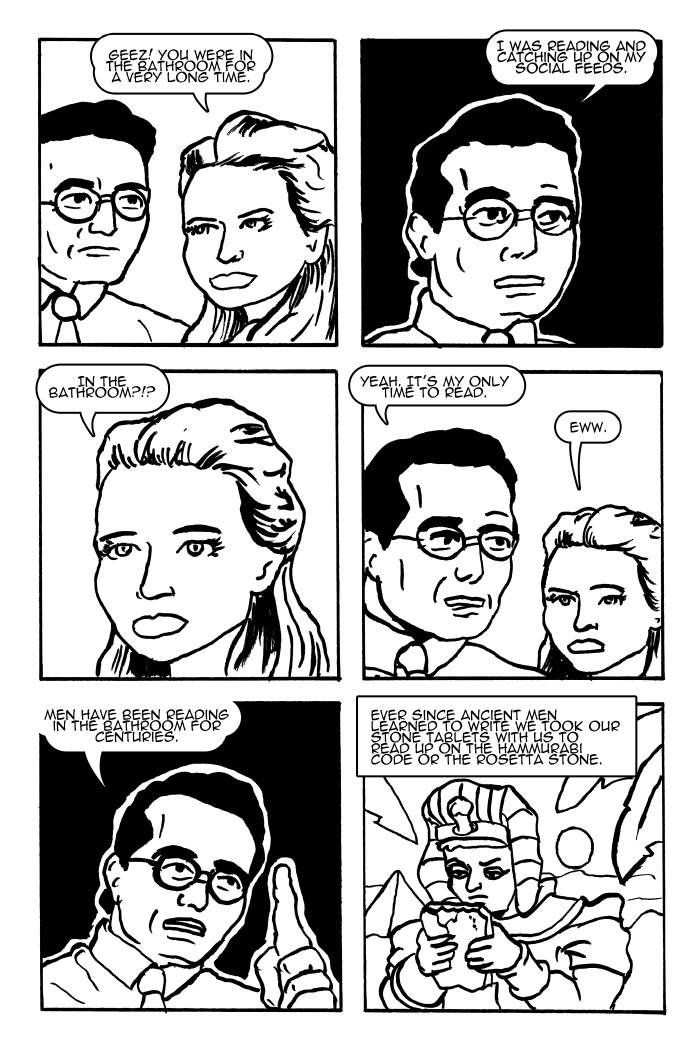 GEEZ! YOU WERE IN
THE BATHROOM FOR
A VERY LONG TIME.
I WAS READING AND
CATCHING UP ON MY
SOCIAL FEEDS.
IN THE
BATHROOM?!?
YEAH. IT'S MY ONLY
TIME TO READ.
EWW.
MEN HAVE BEEN READING
IN THE BATHROOM FOR
CENTURIES.
EVER SINCE ANCIENT MEN
LEARNED TO WRITE WE TOOK OUR
STONE TABLETS WITH US TO
READ UP ON THE HAMMURABI
CODE OR THE ROSETTA STONE.